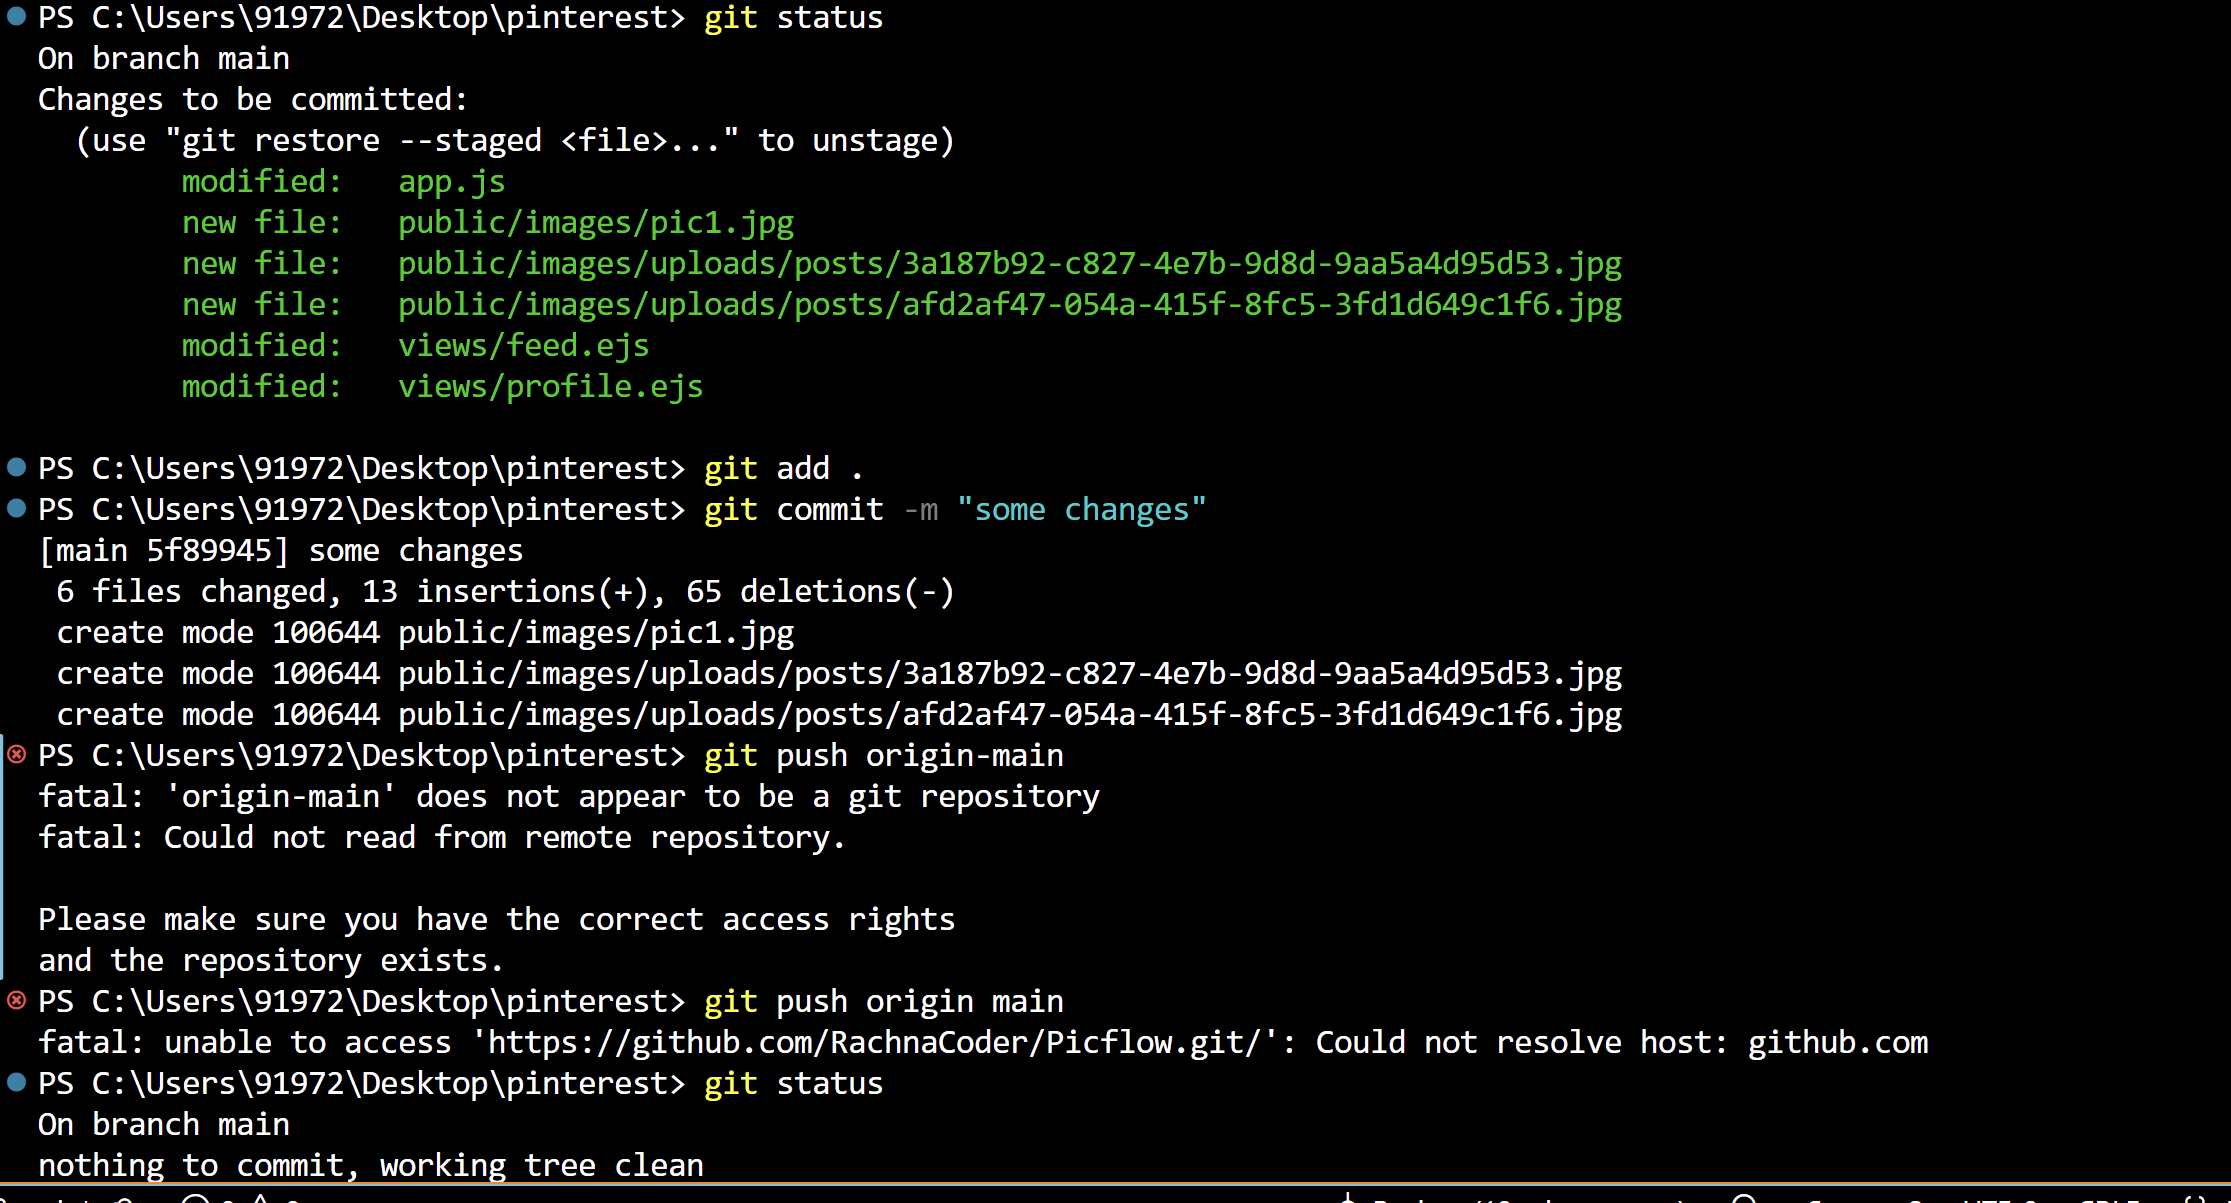 PS C:\Users\91972\Desktop\pinterest> git status
On branch main
Changes to be committed:
  (use "git restore --staged <file>..." to unstage)
        modified:   app.js
        new file:   public/images/pic1.jpg
        new file:   public/images/uploads/posts/3a187b92-c827-4e7b-9d8d-9aa5a4d95d53.jpg
        new file:   public/images/uploads/posts/afd2af47-054a-415f-8fc5-3fd1d649c1f6.jpg
        modified:   views/feed.ejs
        modified:   views/profile.ejs
PS C:\Users\91972\Desktop\pinterest> git add .
PS C:\Users\91972\Desktop\pinterest> git commit -m "some changes"
[main 5f89945] some changes
 6 files changed, 13 insertions(+), 65 deletions(-)
 create mode 100644 public/images/pic1.jpg
 create mode 100644 public/images/uploads/posts/3a187b92-c827-4e7b-9d8d-9aa5a4d95d53.jpg
 create mode 100644 public/images/uploads/posts/afd2af47-054a-415f-8fc5-3fd1d649c1f6.jpg
PS C:\Users\91972\Desktop\pinterest> git push origin-main
fatal: 'origin-main' does not appear to be a git repository
fatal: Could not read from remote repository.
Please make sure you have the correct access rights
and the repository exists.
PS C:\Users\91972\Desktop\pinterest> git push origin main
fatal: unable to access 'https://github.com/RachnaCoder/Picflow.git/': Could not resolve host: github.com
PS C:\Users\91972\Desktop\pinterest> git status
On branch main
nothing to commit, working tree clean